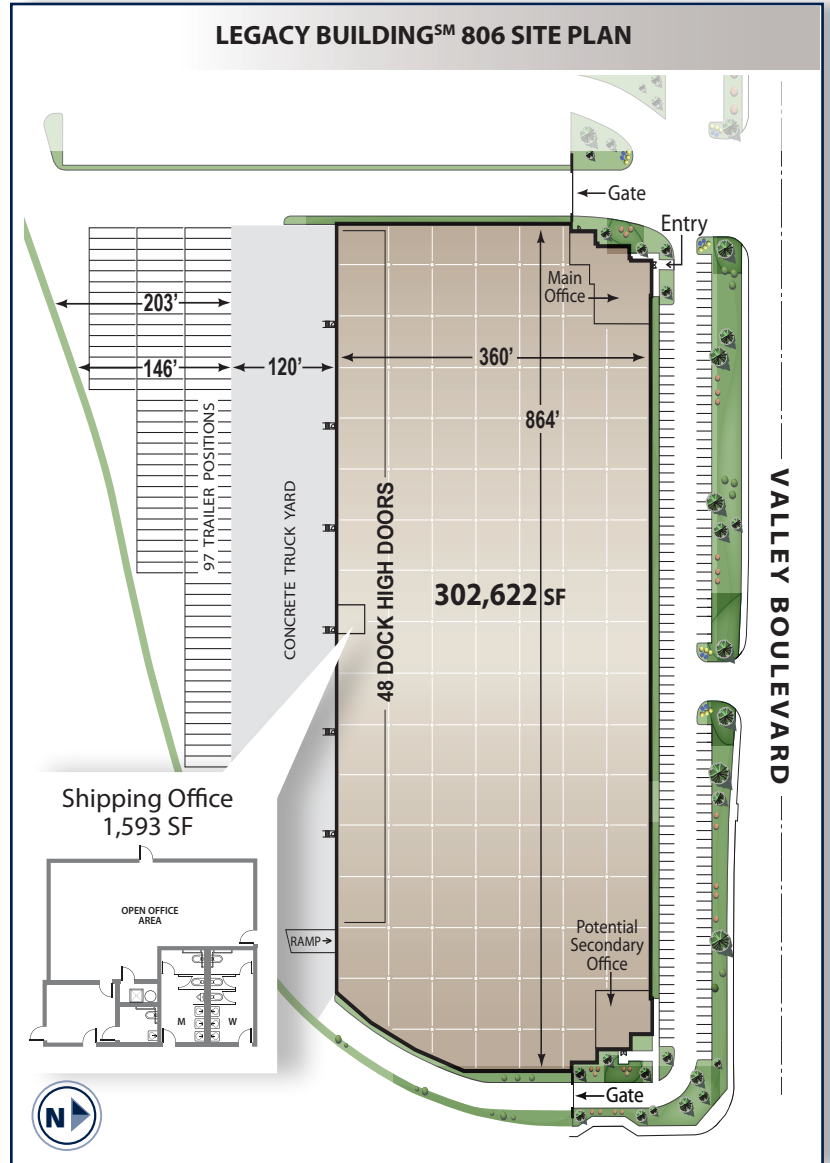 LEGACY BUILDING℠ 806 SITE PLAN
Gate
Entry
Main
Office
203'
146'
120'
360'
864'
97 TRAILER POSITIONS
CONCRETE TRUCK YARD
48 DOCK HIGH DOORS
302,622 SF
VALLEY BOULEVARD
Shipping Office
1,593 SF
OPEN OFFICE
AREA
M
W
RAMP
Potential
Secondary
Office
Gate
N